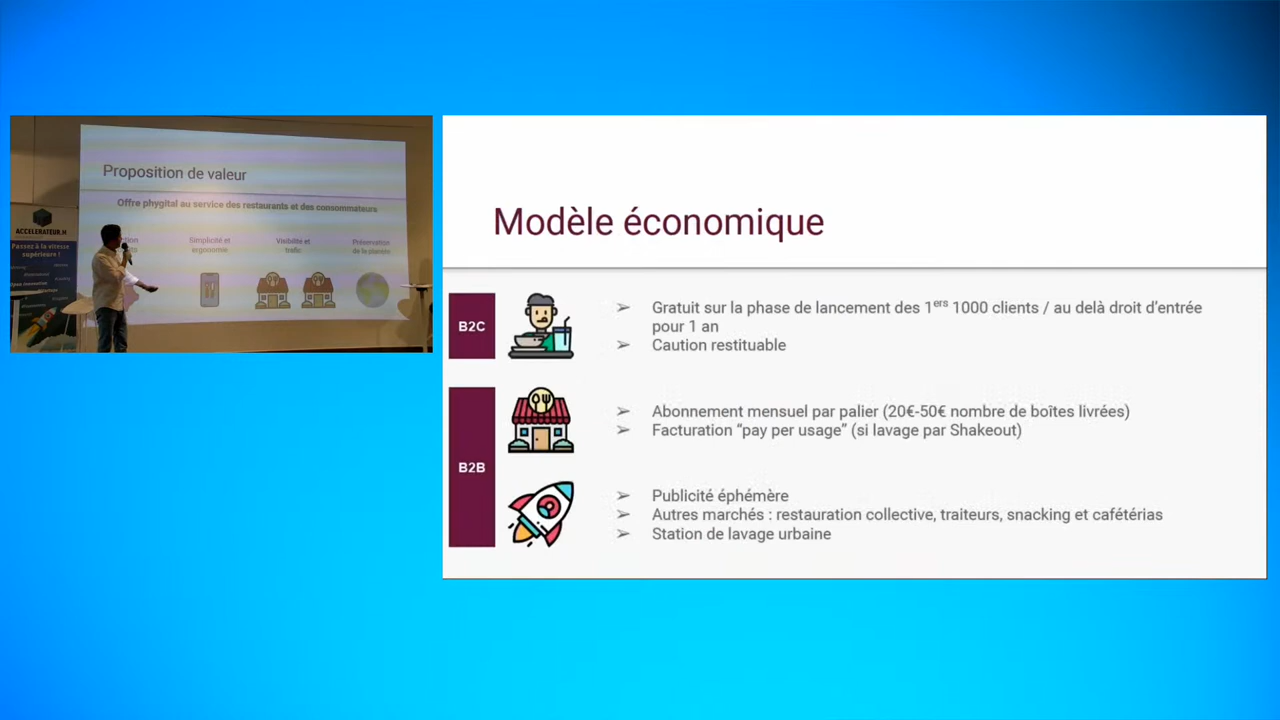 Proposition de valeur
Offre phygital au service des restaurants et des consommateurs
Simplicité et
ergonomie
Visibilité et
trafic
Préservation
de la planète
ACCELERATEUR.M
Passez à la vitesse
supérieure !
Modèle économique
B2C
➢ Gratuit sur la phase de lancement des 1ers 1000 clients / au delà droit d'entrée
pour 1 an
➢ Caution restituable
B2B
➢ Abonnement mensuel par palier (20€-50€ nombre de boîtes livrées)
➢ Facturation “pay per usage” (si lavage par Shakeout)
➢ Publicité éphémère
➢ Autres marchés : restauration collective, traiteurs, snacking et cafétérias
➢ Station de lavage urbaine